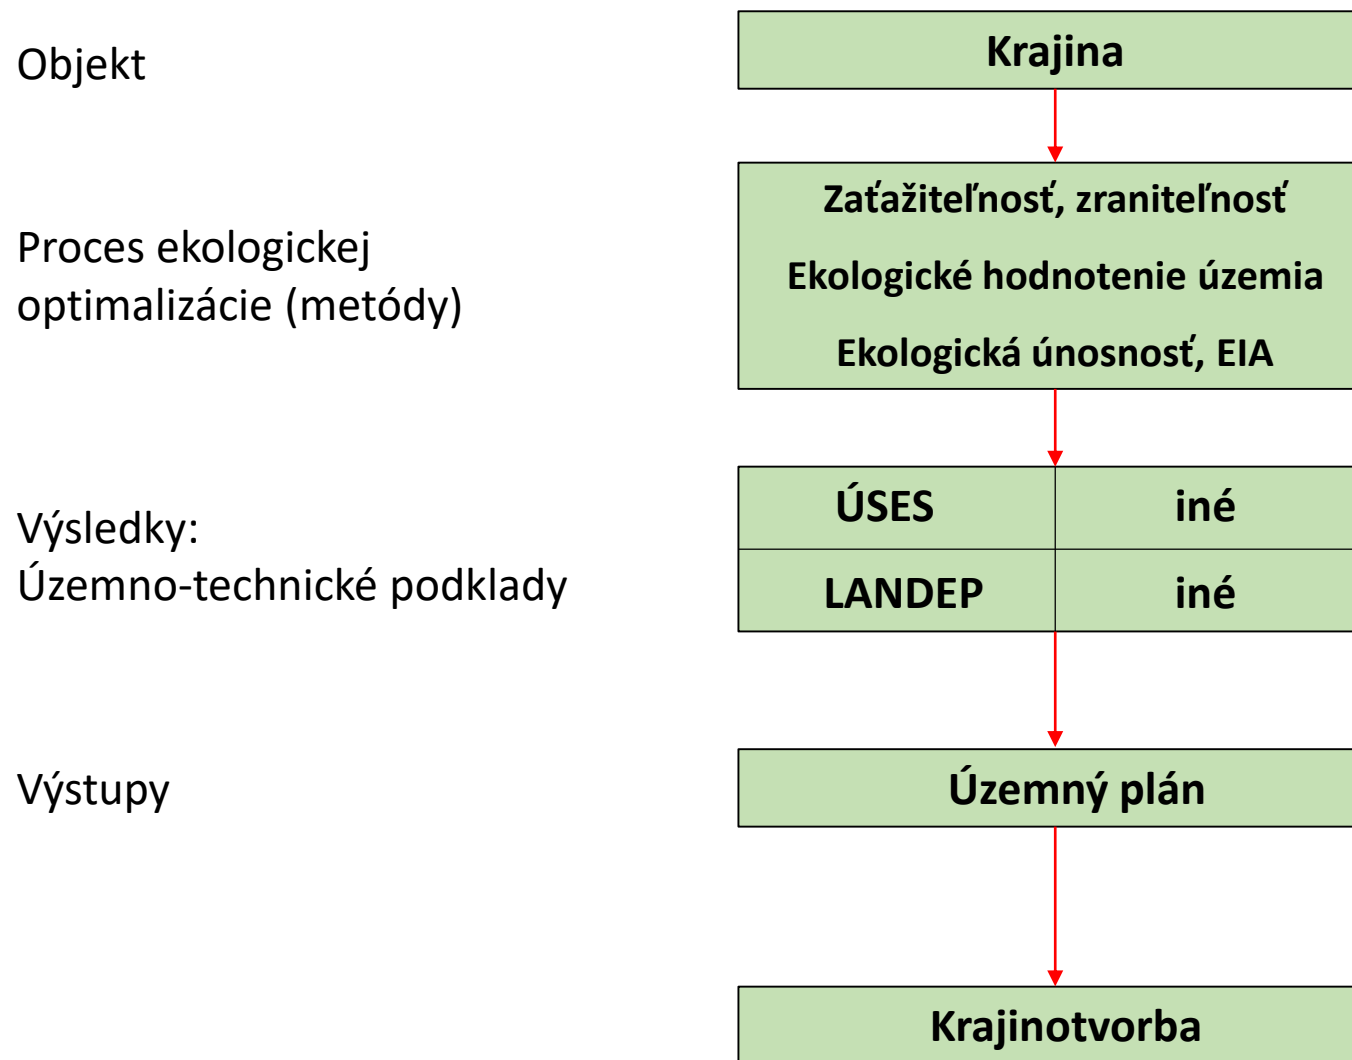 Objekt
Krajina
Proces ekologickej
optimalizácie (metódy)
Zaťažiteľnosť, zraniteľnosť
Ekologické hodnotenie územia
Ekologická únosnosť, EIA
Výsledky:
Územno-technické podklady
ÚSES
iné
LANDEP
iné
Výstupy
Územný plán
Krajinotvorba